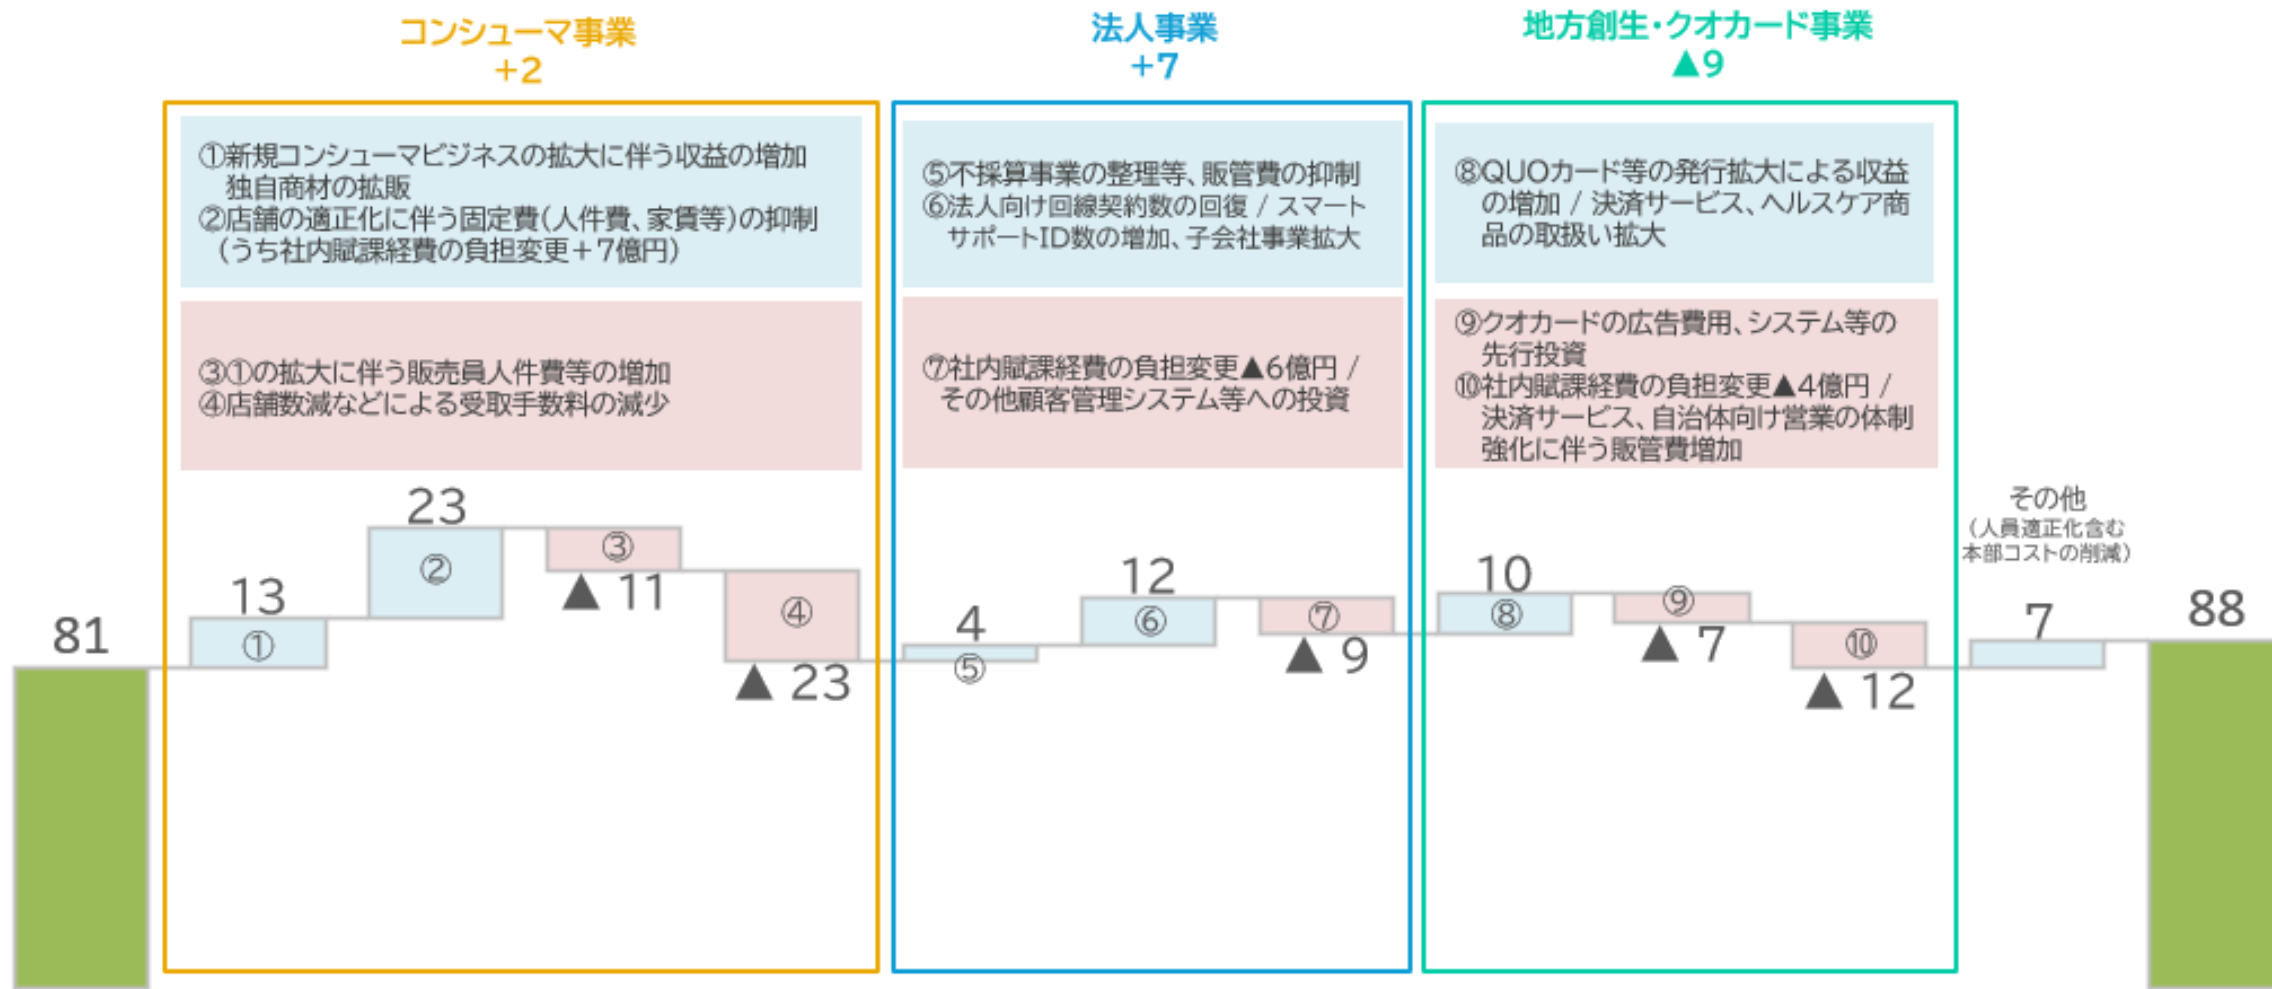 コンシューマ事業
+2
法人事業
+7
地方創生・クオカード事業
▲9
①新規コンシューマビジネスの拡大に伴う収益の増加
独自商材の拡販
②店舗の適正化に伴う固定費(人件費、家賃等)の抑制
(うち社内賦課経費の負担変更+7億円)
③①の拡大に伴う販売員人件費等の増加
④店舗数減などによる受取手数料の減少
⑤不採算事業の整理等、販管費の抑制
⑥法人向け回線契約数の回復 / スマート
サポートID数の増加、子会社事業拡大
⑦社内賦課経費の負担変更▲6億円 /
その他顧客管理システム等への投資
⑧QUOカード等の発行拡大による収益
の増加 / 決済サービス、ヘルスケア商
品の取扱い拡大
⑨クオカードの広告費用、システム等の
先行投資
⑩社内賦課経費の負担変更▲4億円 /
決済サービス、自治体向け営業の体制
強化に伴う販管費増加
81
13
①
23
②
③
▲ 11
④
▲ 23
4
⑤
12
⑥
⑦
▲ 9
10
⑧
⑨
▲ 7
⑩
▲ 12
その他
(人員適正化含む
本部コストの削減)
7
88